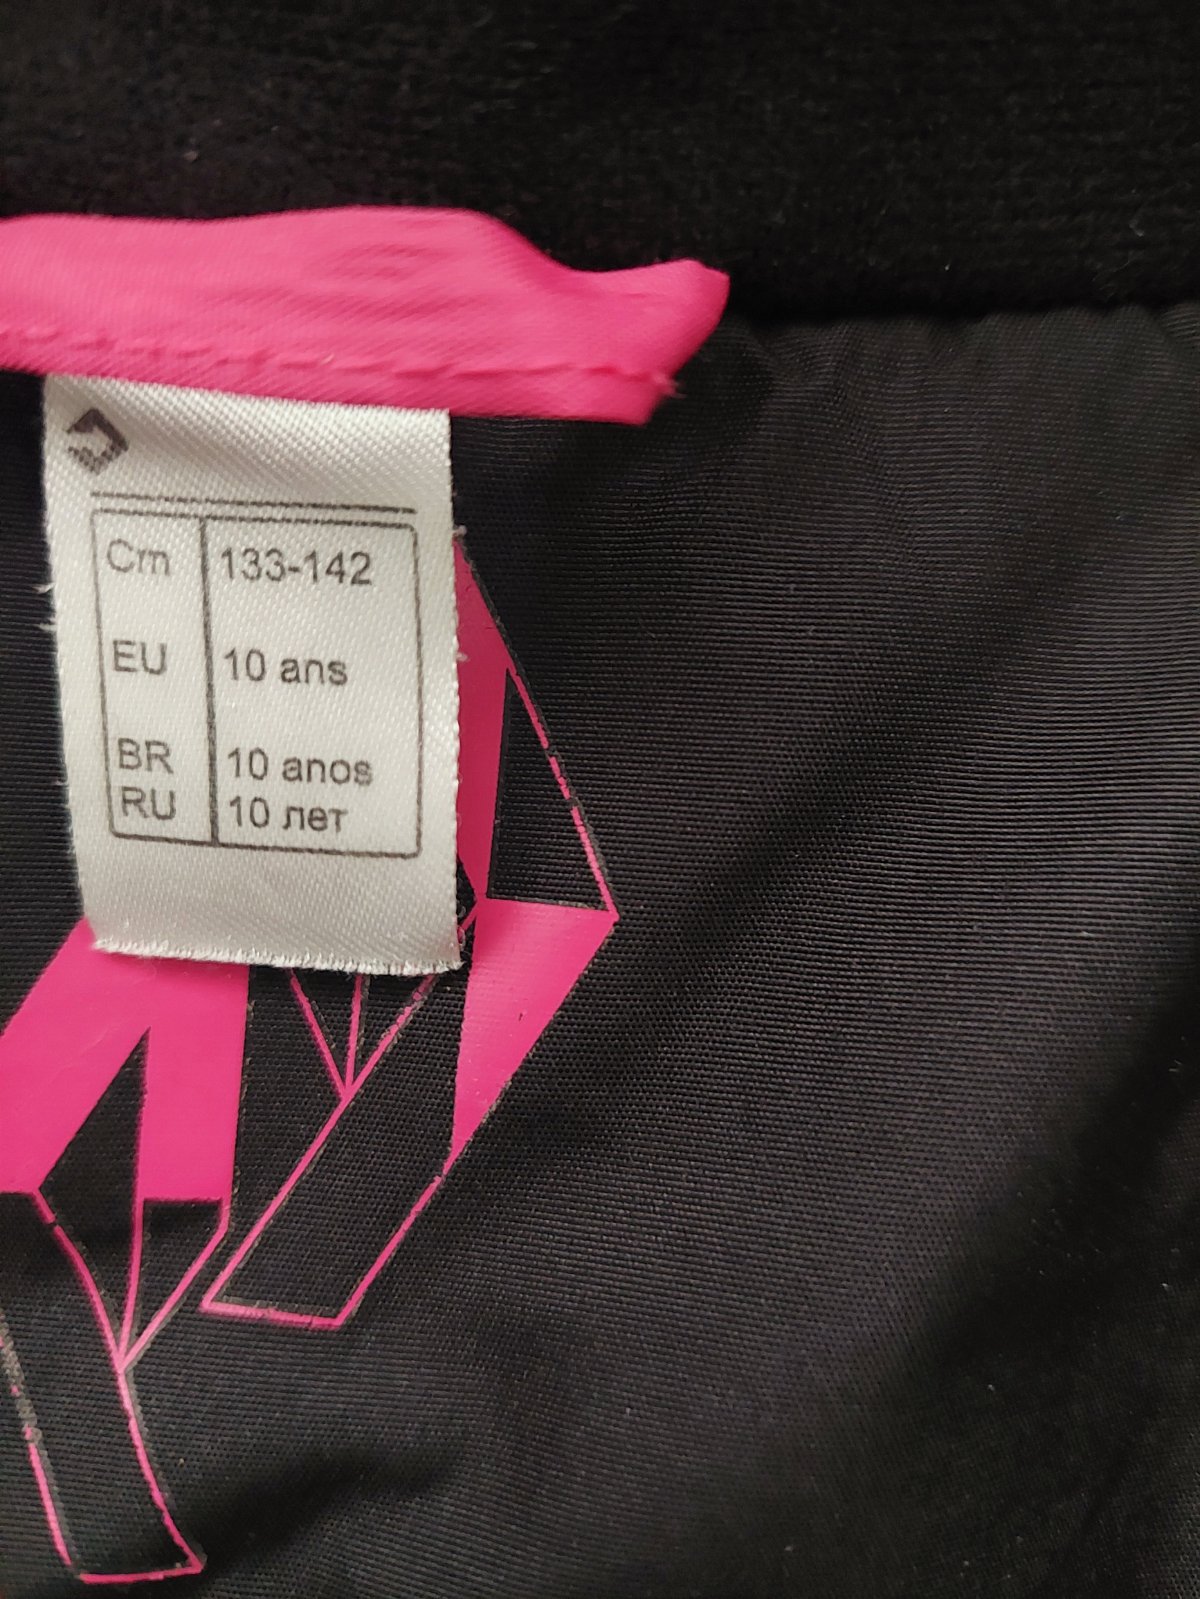 Cm 133-142
EU 10 ans
BR 10 anos
RU 10 лет